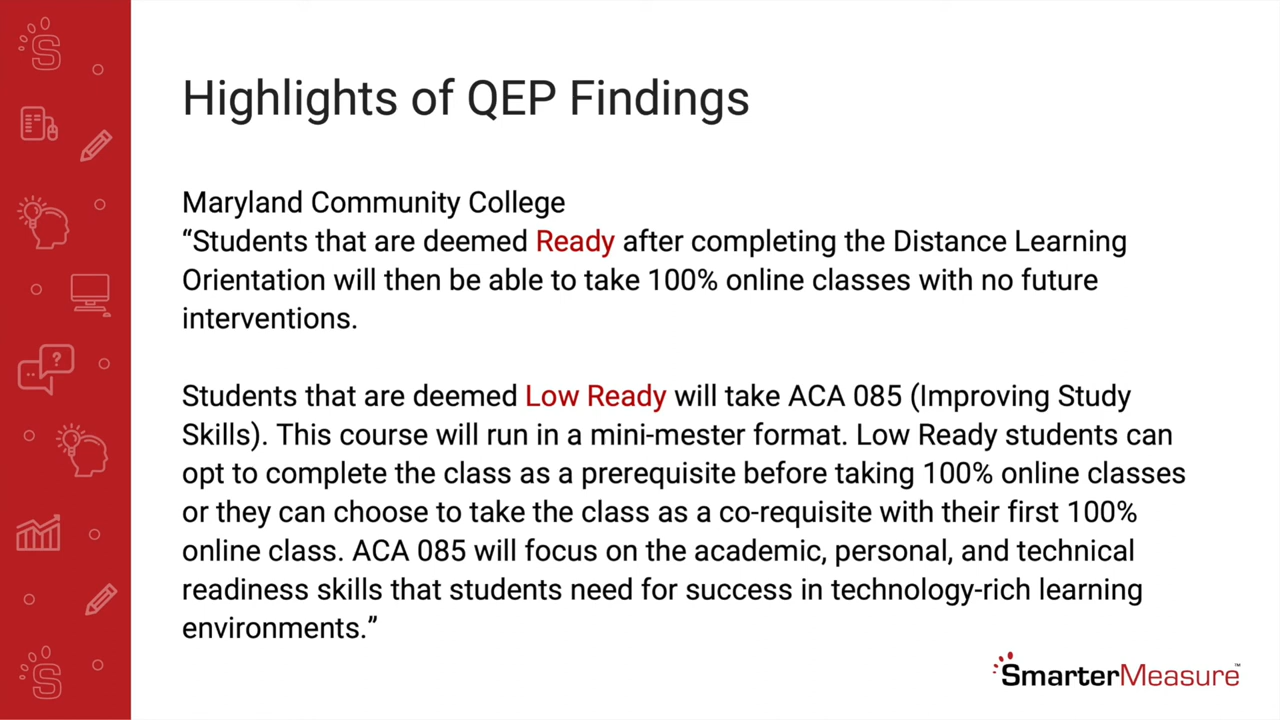 Highlights of QEP Findings
Maryland Community College
“Students that are deemed Ready after completing the Distance Learning
Orientation will then be able to take 100% online classes with no future
interventions.
Students that are deemed Low Ready will take ACA 085 (Improving Study
Skills). This course will run in a mini-mester format. Low Ready students can
opt to complete the class as a prerequisite before taking 100% online classes
or they can choose to take the class as a co-requisite with their first 100%
online class. ACA 085 will focus on the academic, personal, and technical
readiness skills that students need for success in technology-rich learning
environments.”
SmarterMeasure™